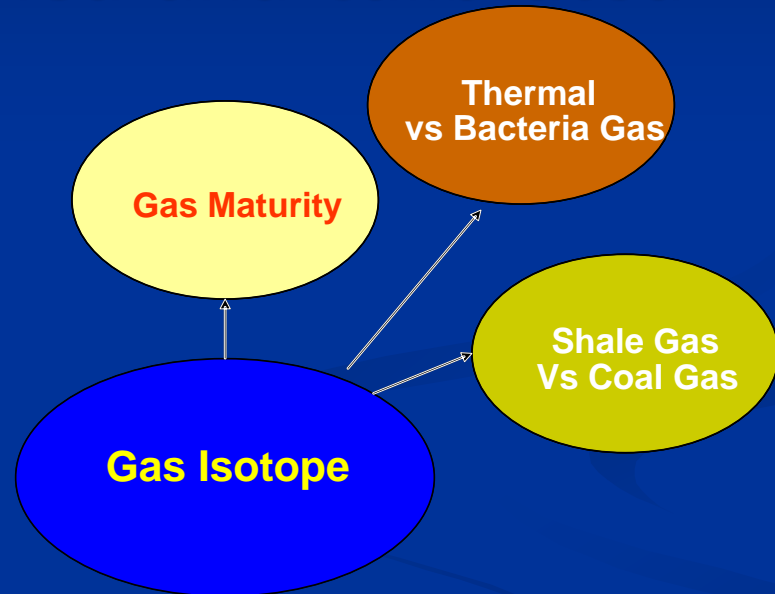 Thermal
vs Bacteria Gas
Gas Maturity
Shale Gas
Vs Coal Gas
Gas Isotope